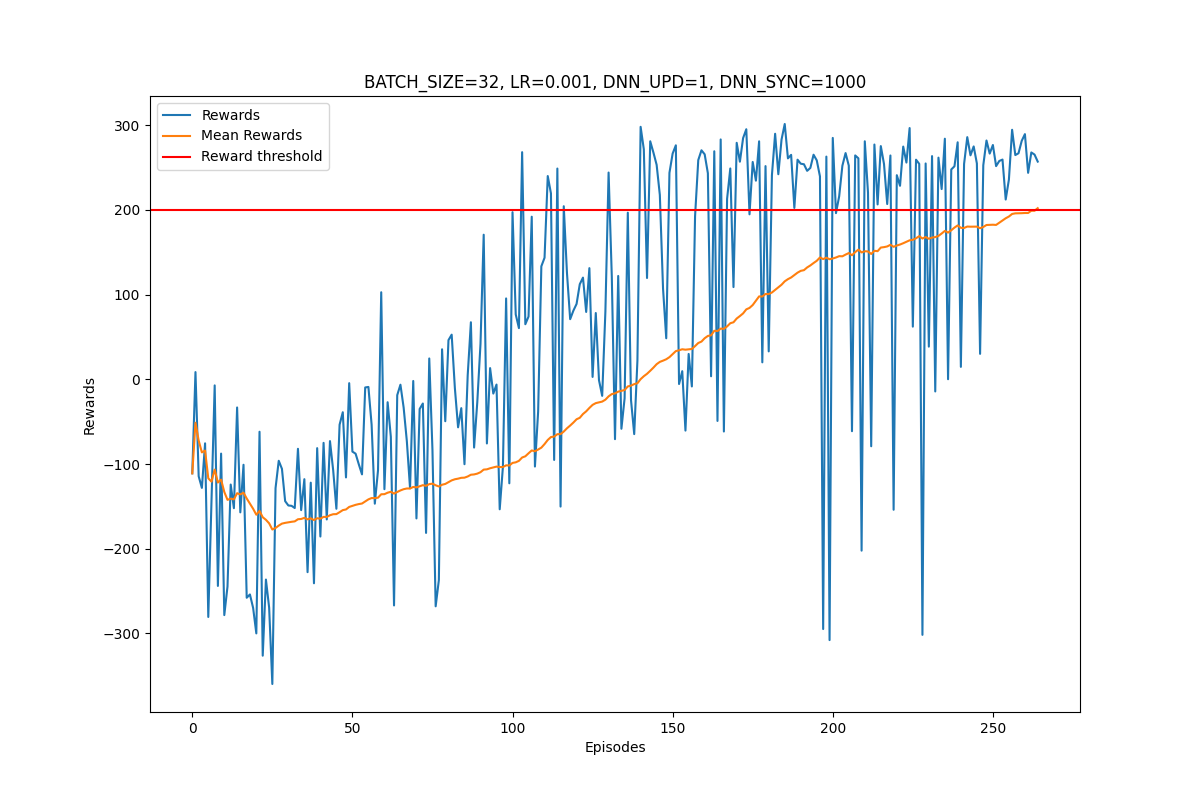 BATCH_SIZE=32, LR=0.001, DNN_UPD=1, DNN_SYNC=1000
Rewards
Mean Rewards
Reward threshold
300
200
100
0
−100
−200
−300
Rewards
0 50 100 150 200 250
Episodes